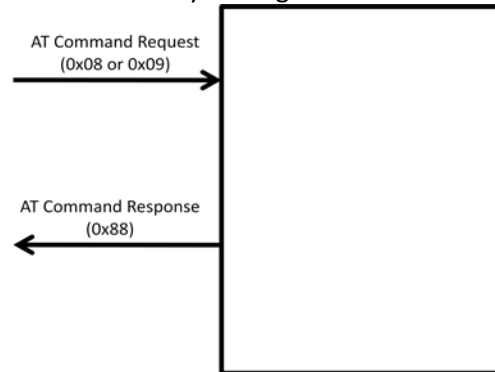 AT Command Request
(0x08 or 0x09)
AT Command Response
(0x88)